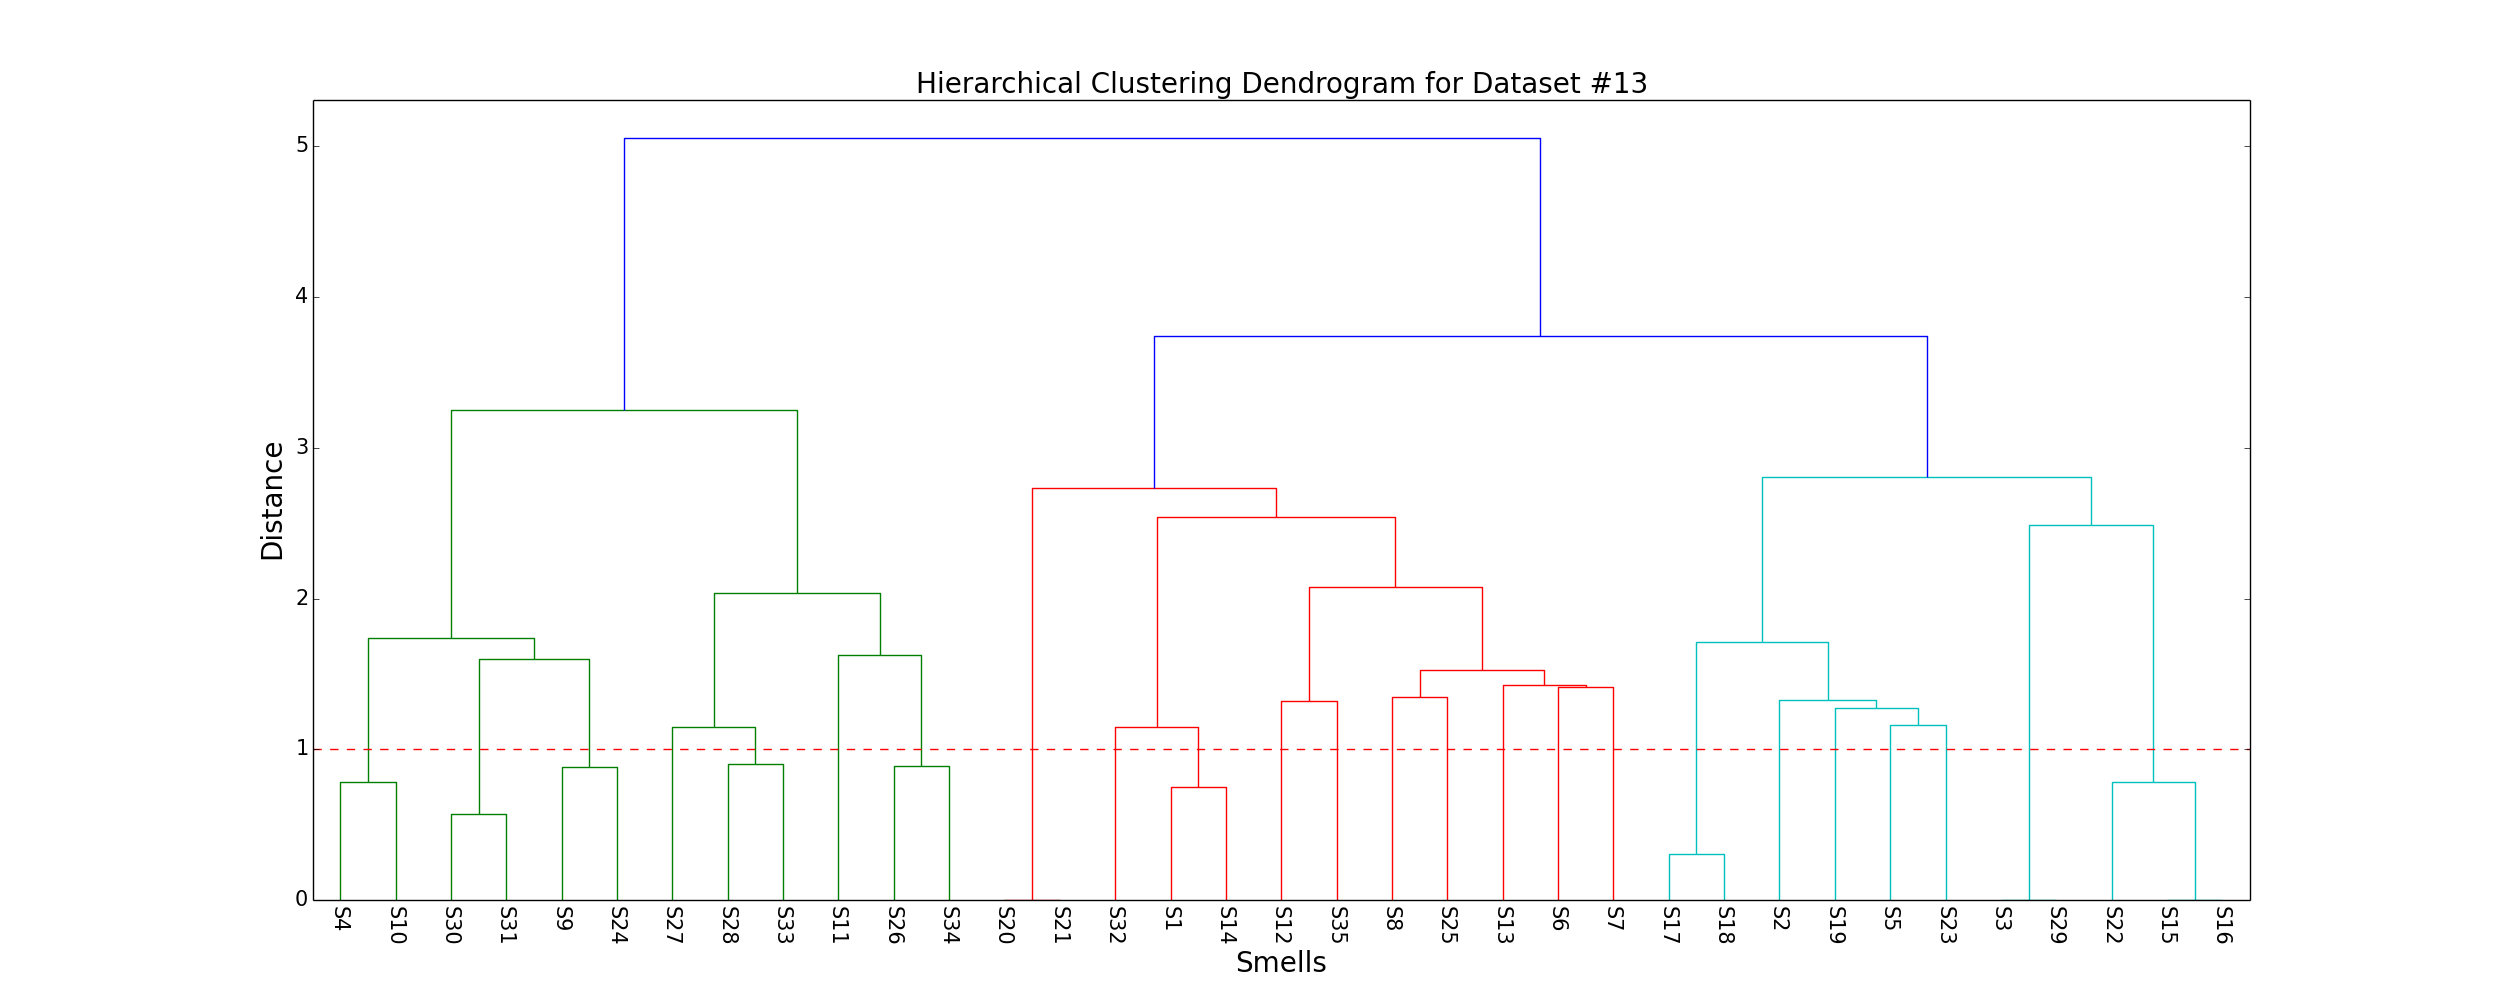 Hierarchical Clustering Dendrogram for Dataset #13
5
4
3
2
1
0
Distance
S4 S10 S30 S31 S9 S24 S27 S28 S33 S11 S26 S34 S20 S21 S32 S1 S14 S12 S35 S8 S25 S13 S6 S7 S17 S18 S2 S19 S5 S23 S3 S29 S22 S15 S16
Smells